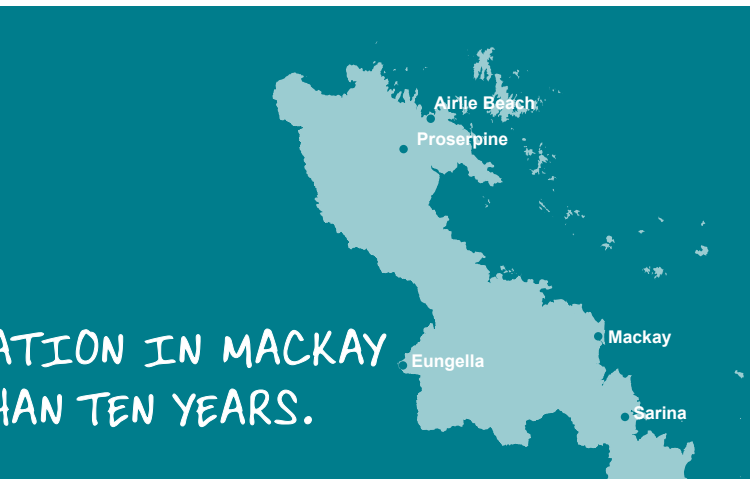 Airlie Beach
Proserpine
ATION IN MACKAY
Mackay
Eungella
HAN TEN YEARS.
Sarina